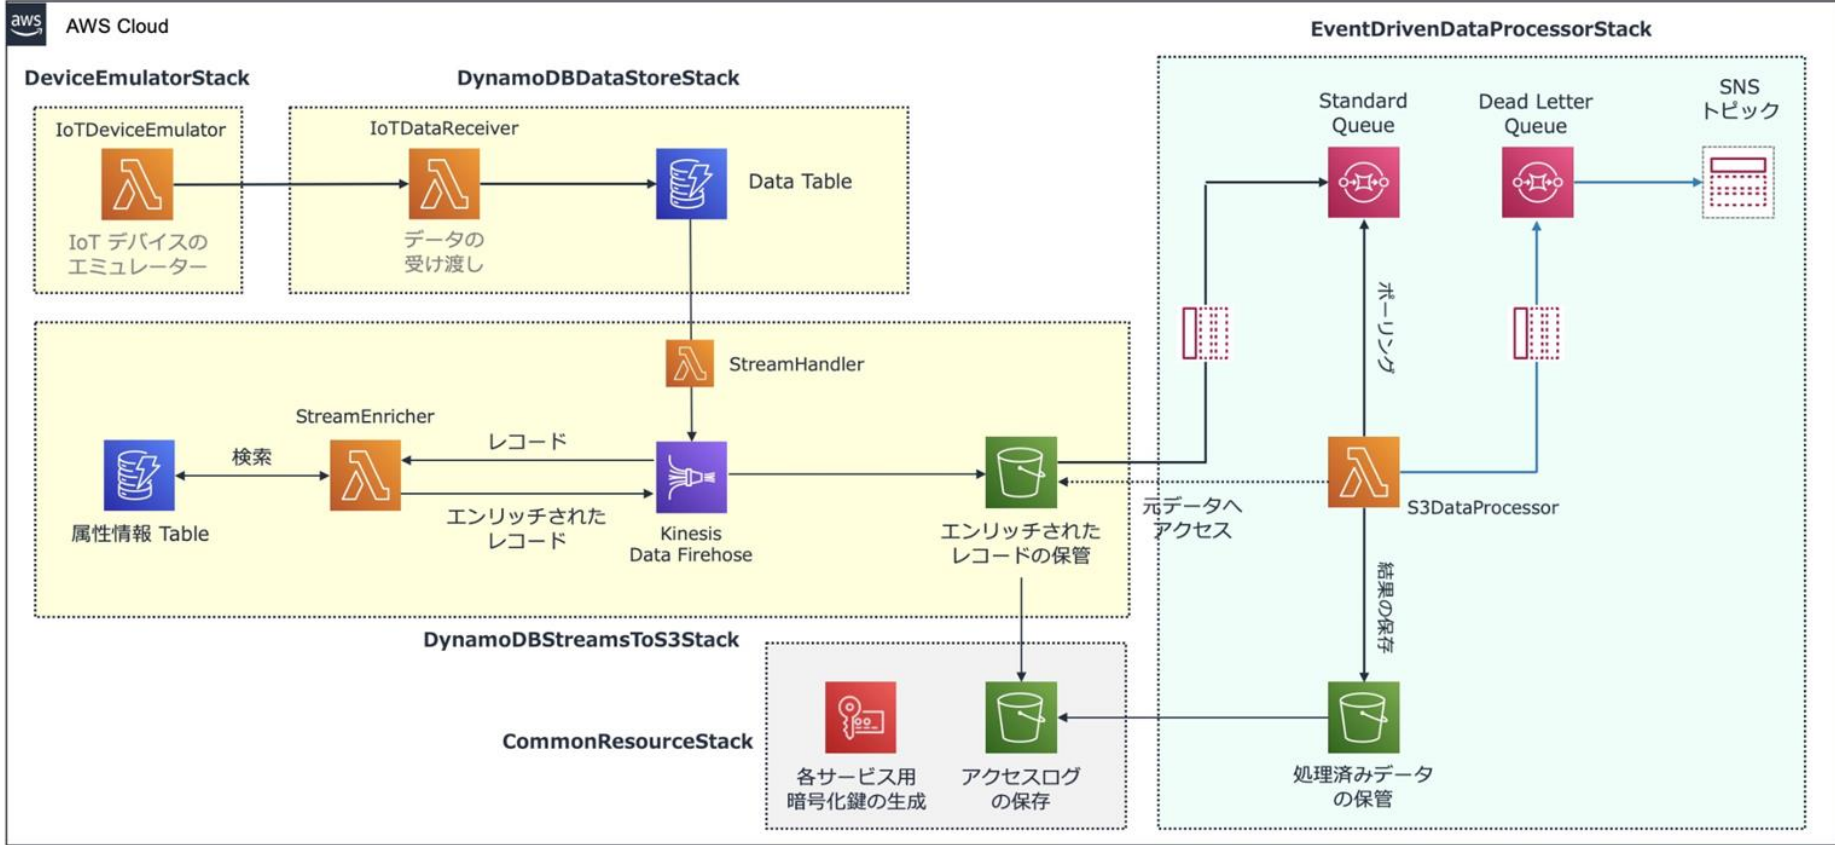 aws
AWS Cloud
EventDrivenDataProcessorStack
DeviceEmulatorStack
DynamoDBDataStoreStack
IoTDeviceEmulator
IoT デバイスの
エミュレーター
IoTDataReceiver
データの
受け渡し
Data Table
Standard
Queue
Dead Letter
Queue
SNS
トピック
ポーリング
StreamHandler
StreamEnricher
検索
レコード
エンリッチされた
レコード
属性情報 Table
Kinesis
Data Firehose
エンリッチされた
レコードの保管
元データへ
アクセス
S3DataProcessor
結果の保存
DynamoDBStreamsToS3Stack
CommonResourceStack
各サービス用
暗号化鍵の生成
アクセスログ
の保存
処理済みデータ
の保管